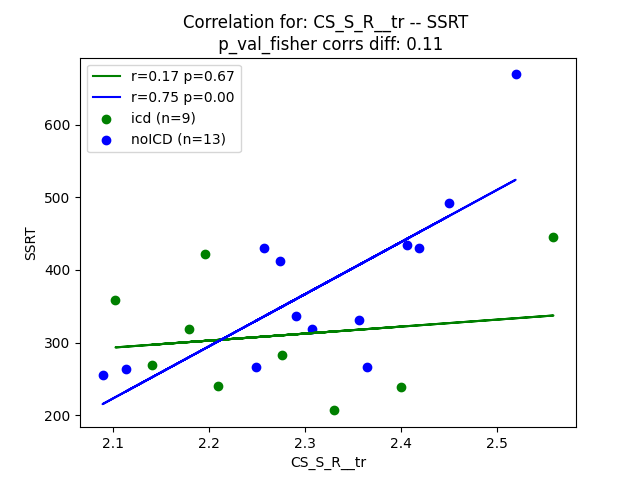 Correlation for: CS_S_R__tr -- SSRT
p_val_fisher corrs diff: 0.11
r=0.17 p=0.67
r=0.75 p=0.00
icd (n=9)
noICD (n=13)
600
500
400
300
200
SSRT
2.1 2.2 2.3 2.4 2.5
CS_S_R__tr